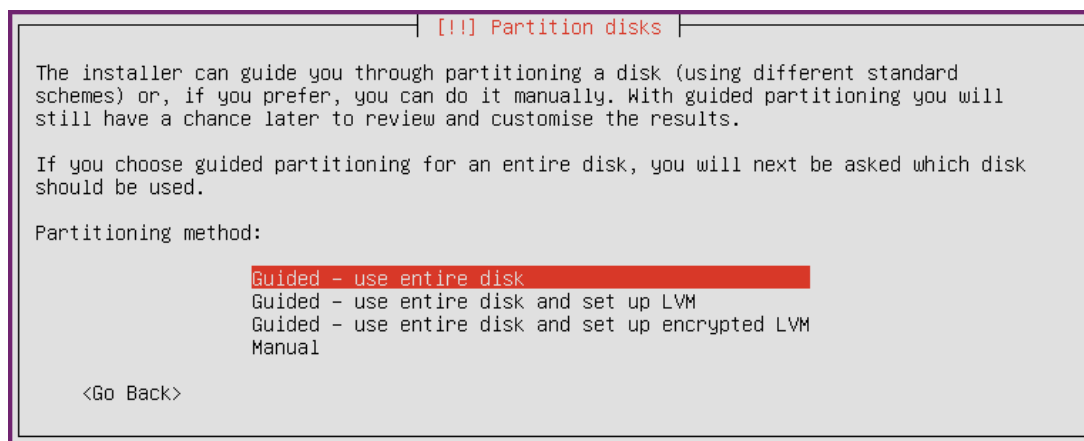 [!!] Partition disks
The installer can guide you through partitioning a disk (using different standard
schemes) or, if you prefer, you can do it manually. With guided partitioning you will
still have a chance later to review and customise the results.
If you choose guided partitioning for an entire disk, you will next be asked which disk
should be used.
Partitioning method:
Guided - use entire disk
Guided - use entire disk and set up LVM
Guided - use entire disk and set up encrypted LVM
Manual
<Go Back>